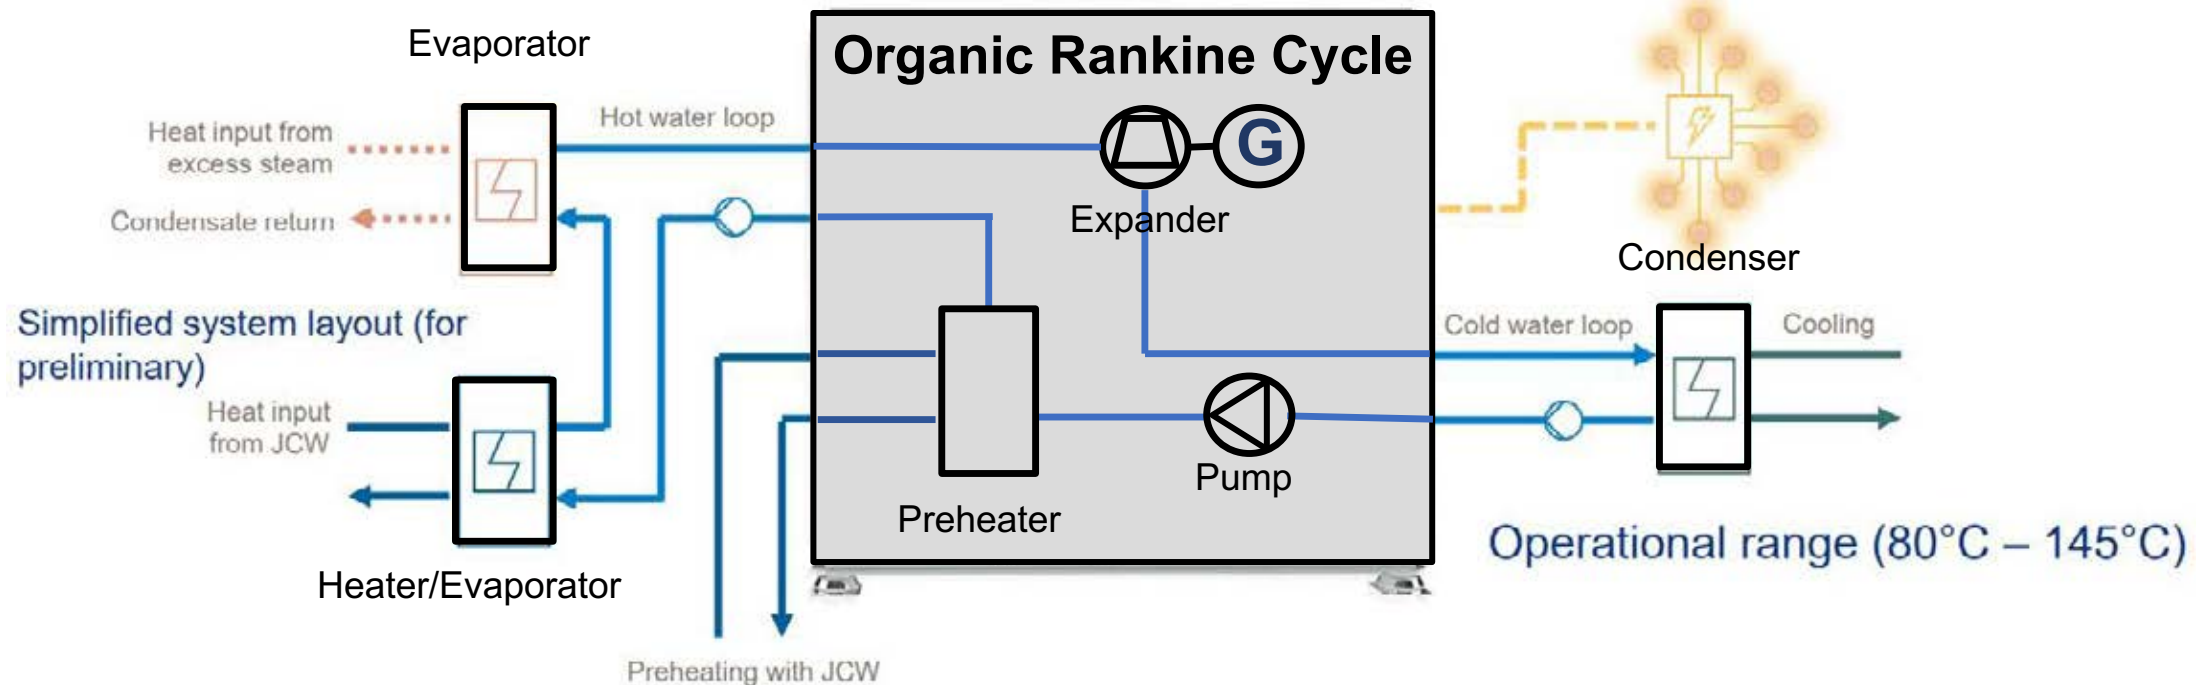 Evaporator
Organic Rankine Cycle
Heat input from
excess steam
Hot water loop
G
Condensate return
Expander
Condenser
Simplified system layout (for
preliminary)
Cold water loop
Cooling
Heat input
from JCW
Pump
Preheater
Operational range (80°C – 145°C)
Heater/Evaporator
Preheating with JCW